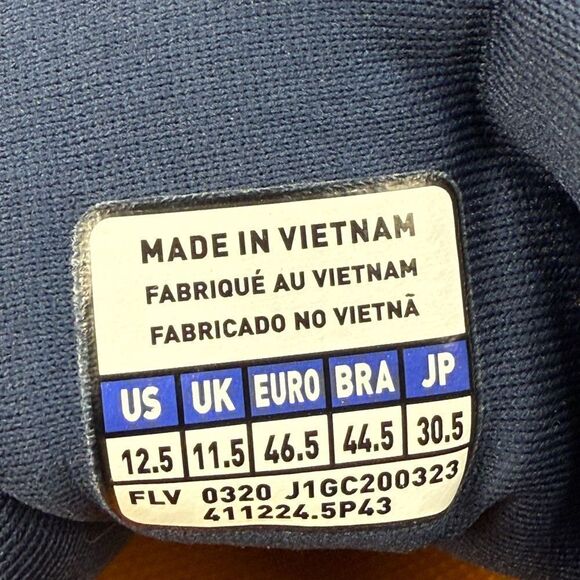 MADE IN VIETNAM
FABRIQUÉ AU VIETNAM
FABRICADO NO VIETNÃ
US UK EURO BRA JP
12.5 11.5 46.5 44.5 30.5
FLV 0320 J1GC200323
411224.5P43